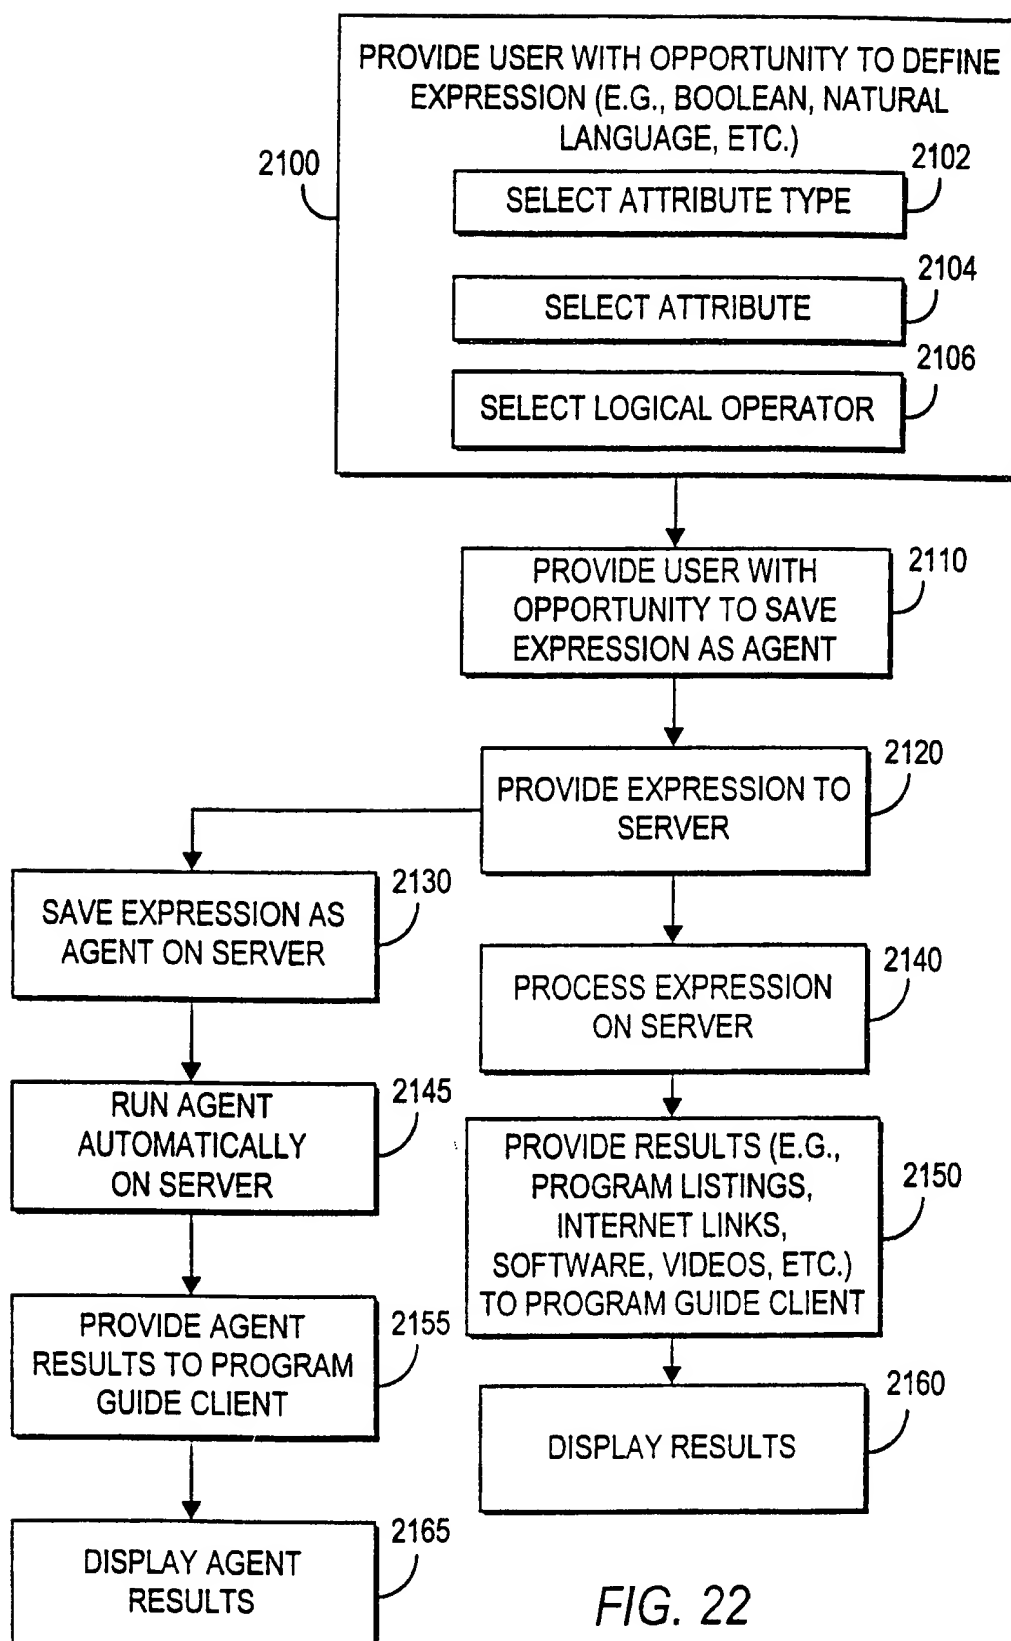 PROVIDE USER WITH OPPORTUNITY TO DEFINE
EXPRESSION (E.G., BOOLEAN, NATURAL
LANGUAGE, ETC.)
2100
2102
SELECT ATTRIBUTE TYPE
2104
SELECT ATTRIBUTE
2106
SELECT LOGICAL OPERATOR
2110
PROVIDE USER WITH
OPPORTUNITY TO SAVE
EXPRESSION AS AGENT
2120
PROVIDE EXPRESSION TO
SERVER
2130
SAVE EXPRESSION AS
AGENT ON SERVER
2140
PROCESS EXPRESSION
ON SERVER
2145
RUN AGENT
AUTOMATICALLY
ON SERVER
2150
PROVIDE RESULTS (E.G.,
PROGRAM LISTINGS,
INTERNET LINKS,
SOFTWARE, VIDEOS, ETC.)
TO PROGRAM GUIDE CLIENT
2155
PROVIDE AGENT
RESULTS TO PROGRAM
GUIDE CLIENT
2160
DISPLAY RESULTS
2165
DISPLAY AGENT
RESULTS
FIG. 22